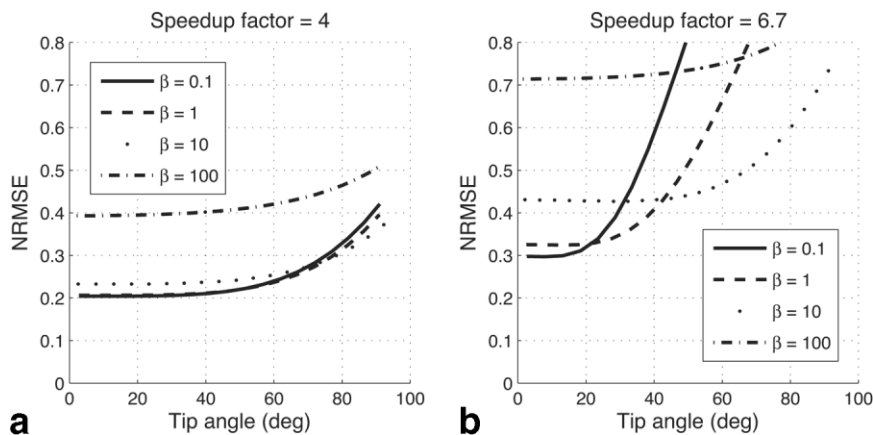 Speedup factor = 4
0.8
0.7
0.6
0.5
0.4
0.3
0.2
0.1
0
NRMSE
β = 0.1
β = 1
β = 10
β = 100
0 20 40 60 80 100
Tip angle (deg)
a
Speedup factor = 6.7
0.8
0.7
0.6
0.5
0.4
0.3
0.2
0.1
0
NRMSE
β = 0.1
β = 1
β = 10
β = 100
0 20 40 60 80 100
Tip angle (deg)
b